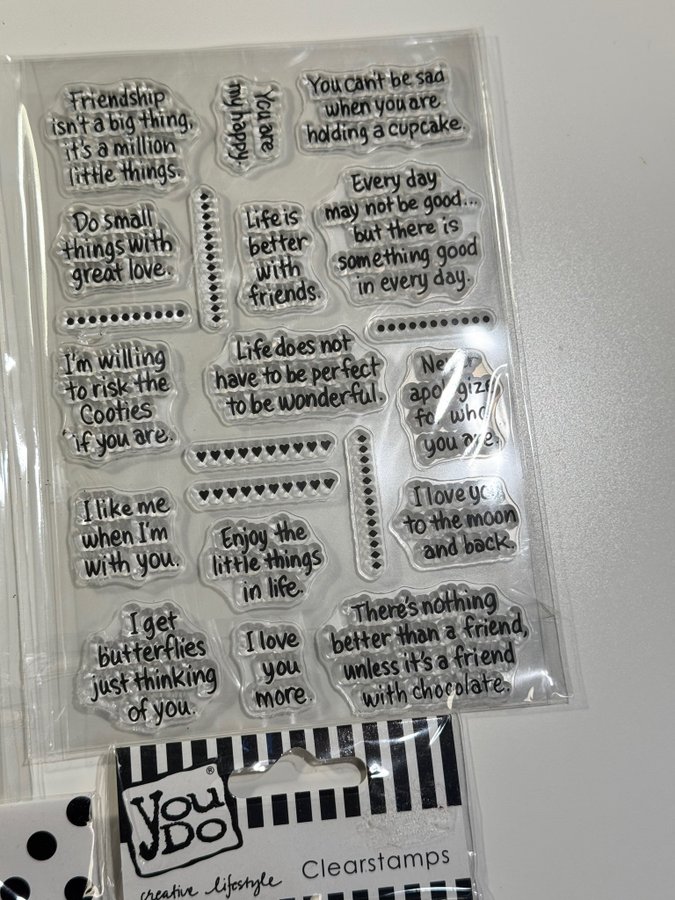 Friendship
isn't a big thing,
it's a million
little things.
You are
my happy.
You can't be sad
when you are
holding a cupcake.
Do small
things with
great love.
Life is
better
with
friends.
Every day
may not be good...
but there is
something good
in every day.
I'm willing
to risk the
Cooties
if you are.
Life does not
have to be perfect
to be wonderful.
Never
apologize
for who
you are.
I like me
when I'm
with you.
Enjoy the
little things
in life.
I love you
to the moon
and back.
I get
butterflies
just thinking
of you.
I love
you
more.
There's nothing
better than a friend,
unless it's a friend
with chocolate.
You
Do
®
creative lifestyle
Clearstamps